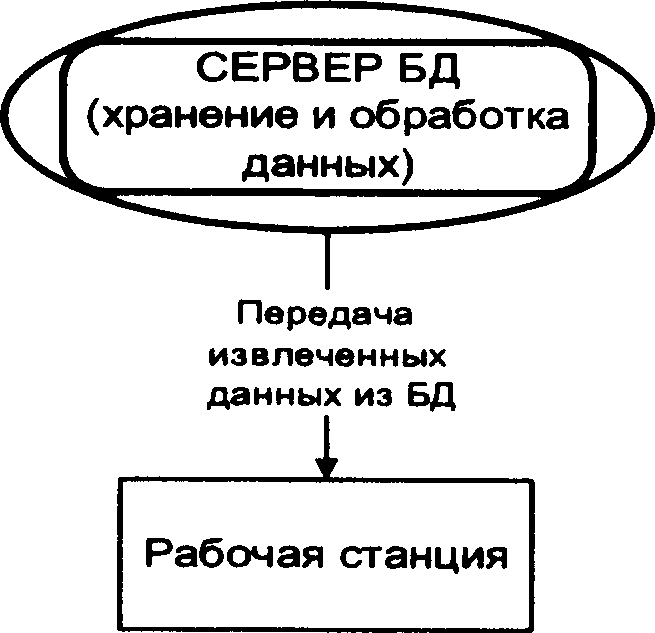 СЕРВЕР БД
(хранение и обработка
данных)
Передача
извлеченных
данных из БД
Рабочая станция